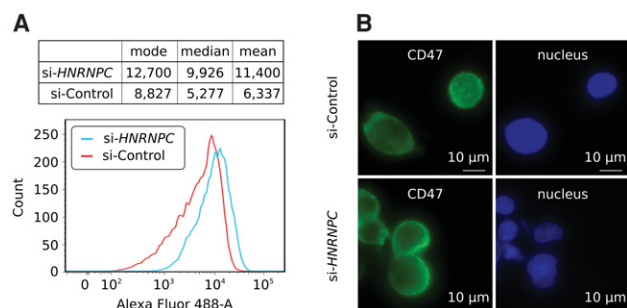 A
mode median mean
si-HNRNPC 12,700 9,926 11,400
si-Control 8,827 5,277 6,337
250
200
150
100
50
0
Count
si-HNRNPC
si-Control
0 10² 10³ 10⁴ 10⁵
Alexa Fluor 488-A
B
CD47 nucleus
si-Control
10 µm 10 µm
CD47 nucleus
si-HNRNPC
10 µm 10 µm